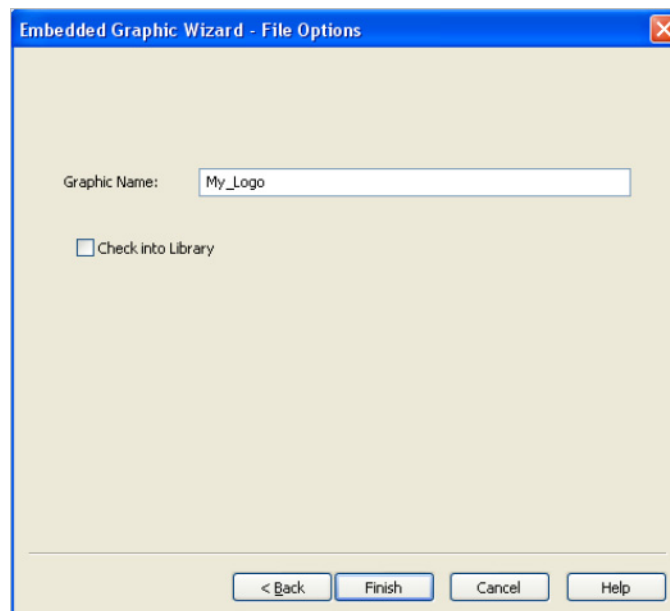 Embedded Graphic Wizard - File Options
Graphic Name: My_Logo
Check into Library
< Back Finish Cancel Help